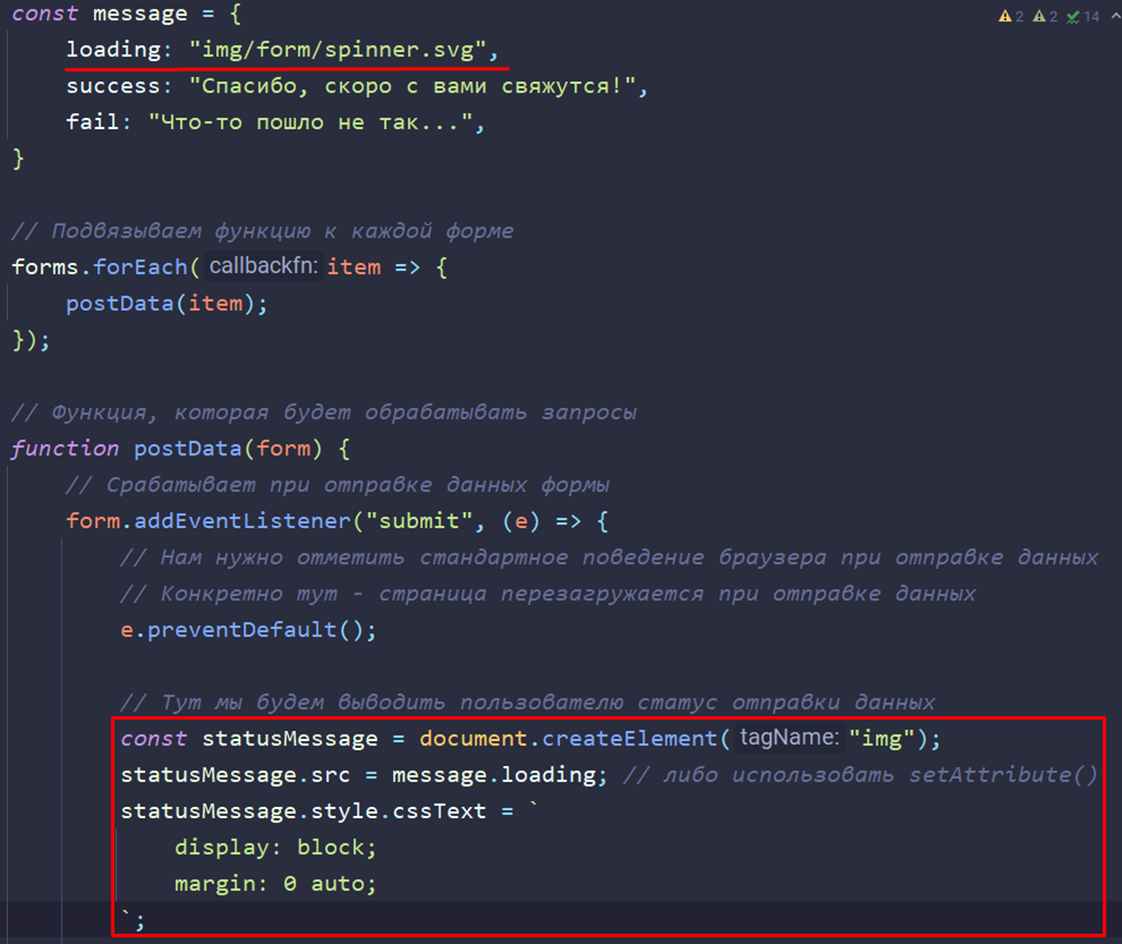 const message = { 2 2 14
loading: "img/form/spinner.svg",
success: "Спасибо, скоро с вами свяжутся!",
fail: "Что-то пошло не так...",
}
// Подвязываем функцию к каждой форме
forms.forEach( callbackfn: item => {
postData(item);
});
// Функция, которая будет обрабатывать запросы
function postData(form) {
// Срабатывает при отправке данных формы
form.addEventListener("submit", (e) => {
// Нам нужно отметить стандартное поведение браузера при отправке данных
// Конкретно тут - страница перезагружается при отправке данных
e.preventDefault();
// Тут мы будем выводить пользователю статус отправки данных
const statusMessage = document.createElement( tagName: "img");
statusMessage.src = message.loading; // либо использовать setAttribute()
statusMessage.style.cssText = `
display: block;
margin: 0 auto;
`;